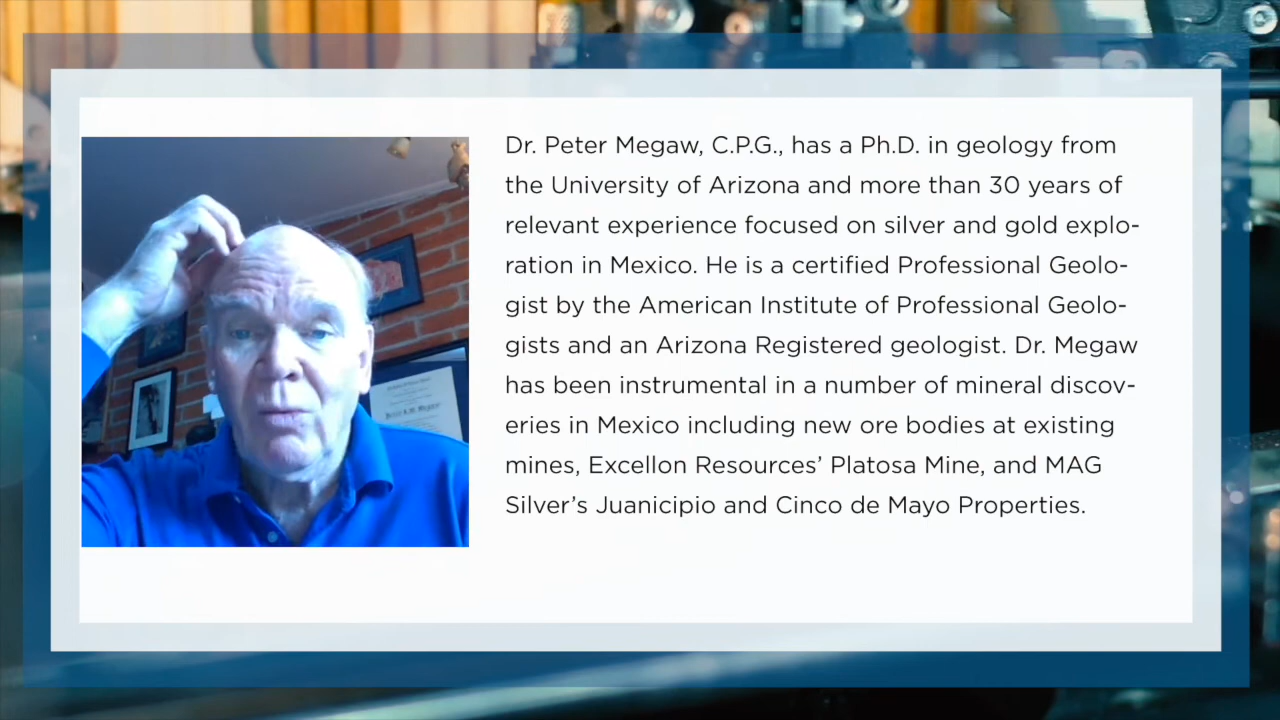 Dr. Peter Megaw, C.P.G., has a Ph.D. in geology from
the University of Arizona and more than 30 years of
relevant experience focused on silver and gold explo-
ration in Mexico. He is a certified Professional Geolo-
gist by the American Institute of Professional Geolo-
gists and an Arizona Registered geologist. Dr. Megaw
has been instrumental in a number of mineral discov-
eries in Mexico including new ore bodies at existing
mines, Excellon Resources’ Platosa Mine, and MAG
Silver’s Juanicipio and Cinco de Mayo Properties.